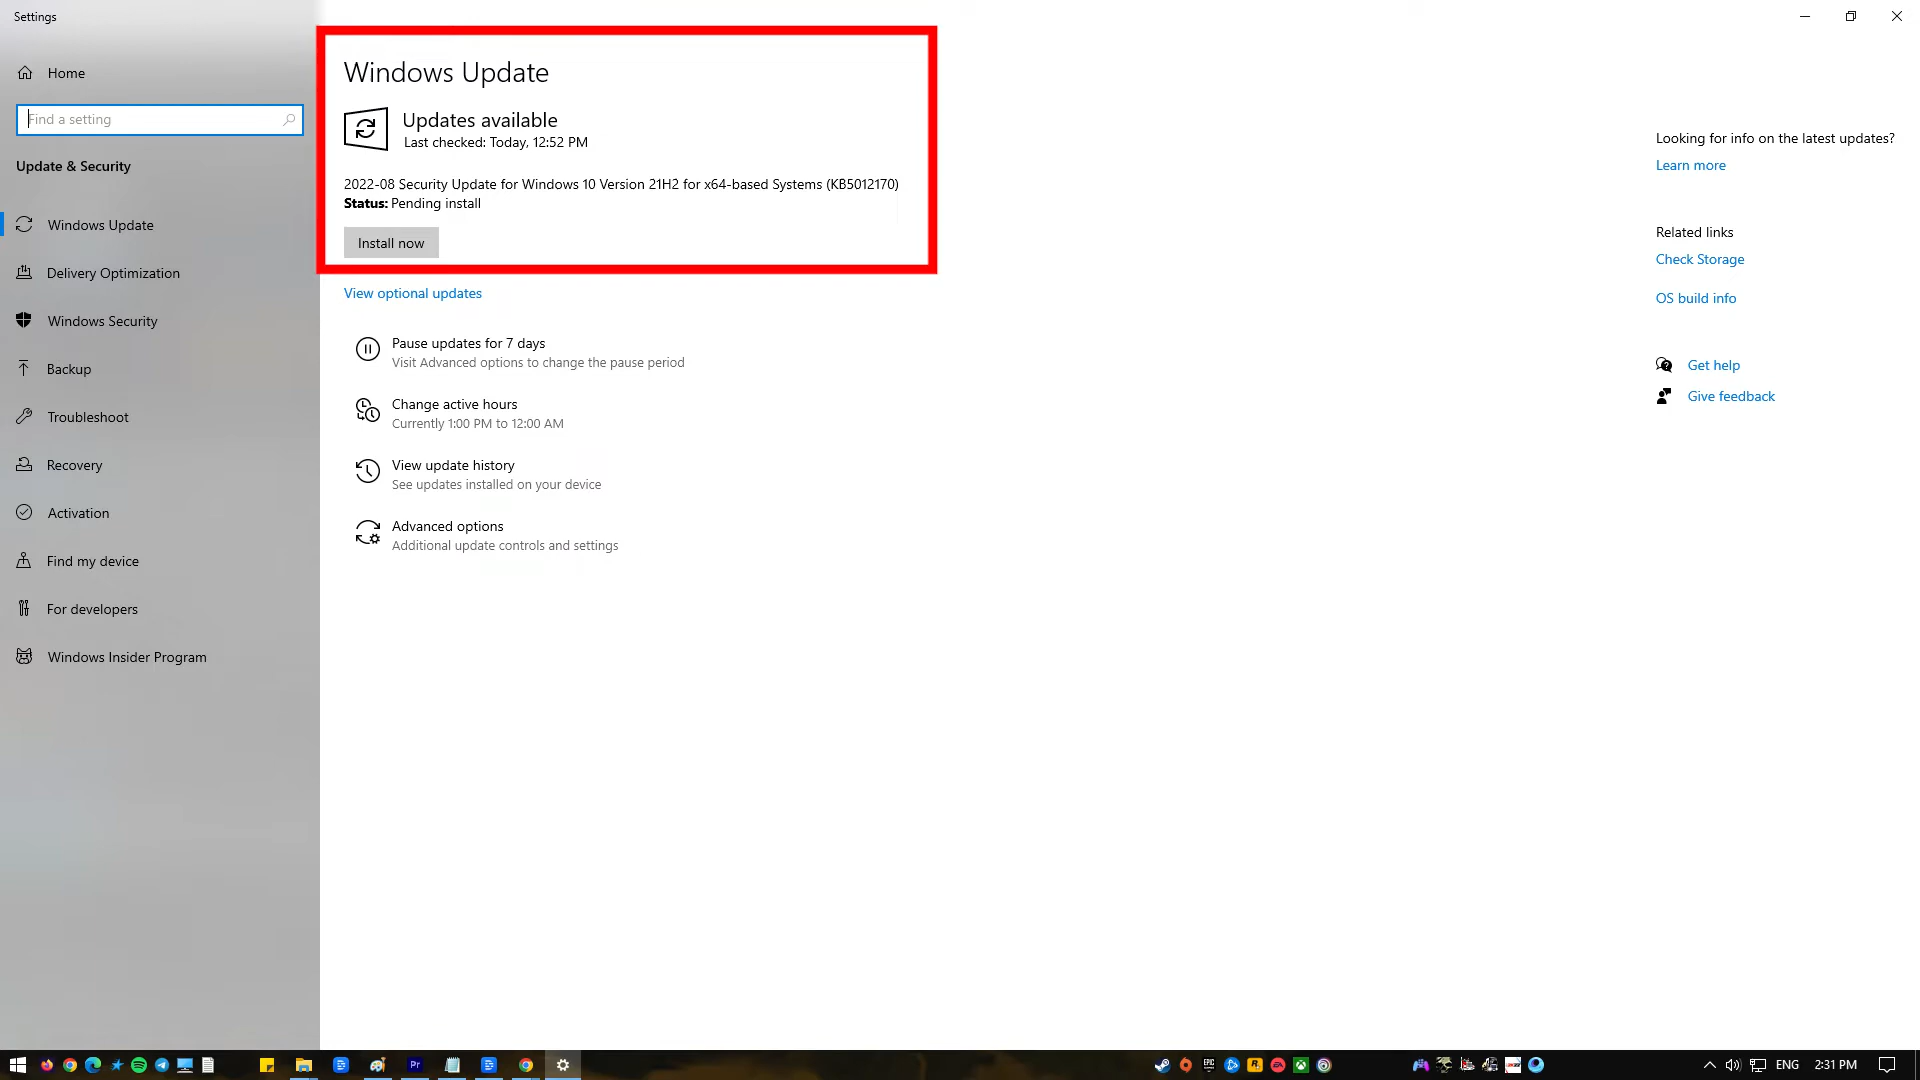 Settings
Home
Find a setting
Update & Security
Windows Update
Delivery Optimization
Windows Security
Backup
Troubleshoot
Recovery
Activation
Find my device
For developers
Windows Insider Program
Windows Update
Updates available
Last checked: Today, 12:52 PM
2022-08 Security Update for Windows 10 Version 21H2 for x64-based Systems (KB5012170)
Status: Pending install
Install now
View optional updates
Pause updates for 7 days
Visit Advanced options to change the pause period
Change active hours
Currently 1:00 PM to 12:00 AM
View update history
See updates installed on your device
Advanced options
Additional update controls and settings
Looking for info on the latest updates?
Learn more
Related links
Check Storage
OS build info
Get help
Give feedback
Pr
EPIC
R
EA
ENG
2:31 PM